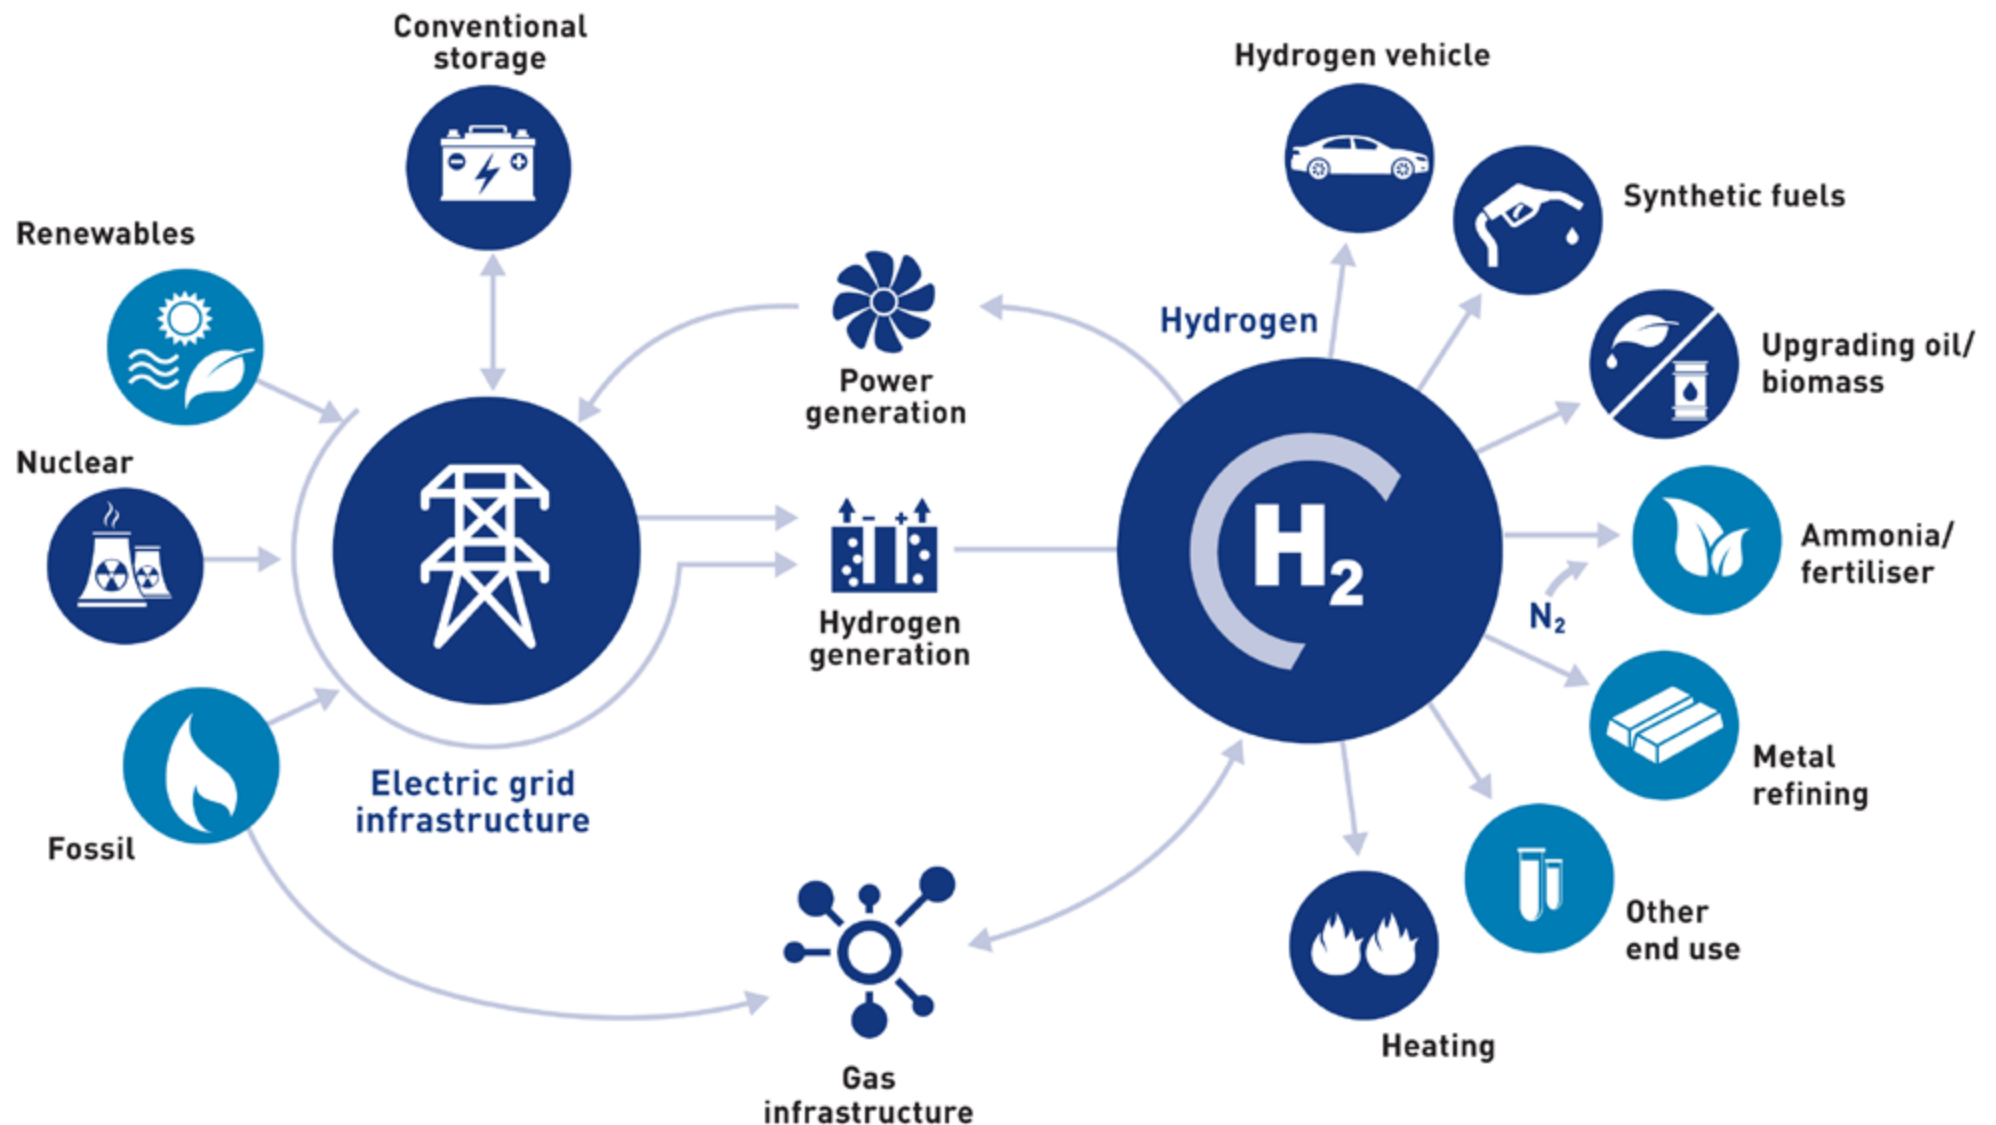 Conventional
storage
Hydrogen vehicle
Synthetic fuels
Renewables
Hydrogen
Upgrading oil/
biomass
Power
generation
Nuclear
- +
H₂
Ammonia/
fertiliser
N₂
Hydrogen
generation
Metal
refining
Electric grid
infrastructure
Fossil
Other
end use
Heating
Gas
infrastructure